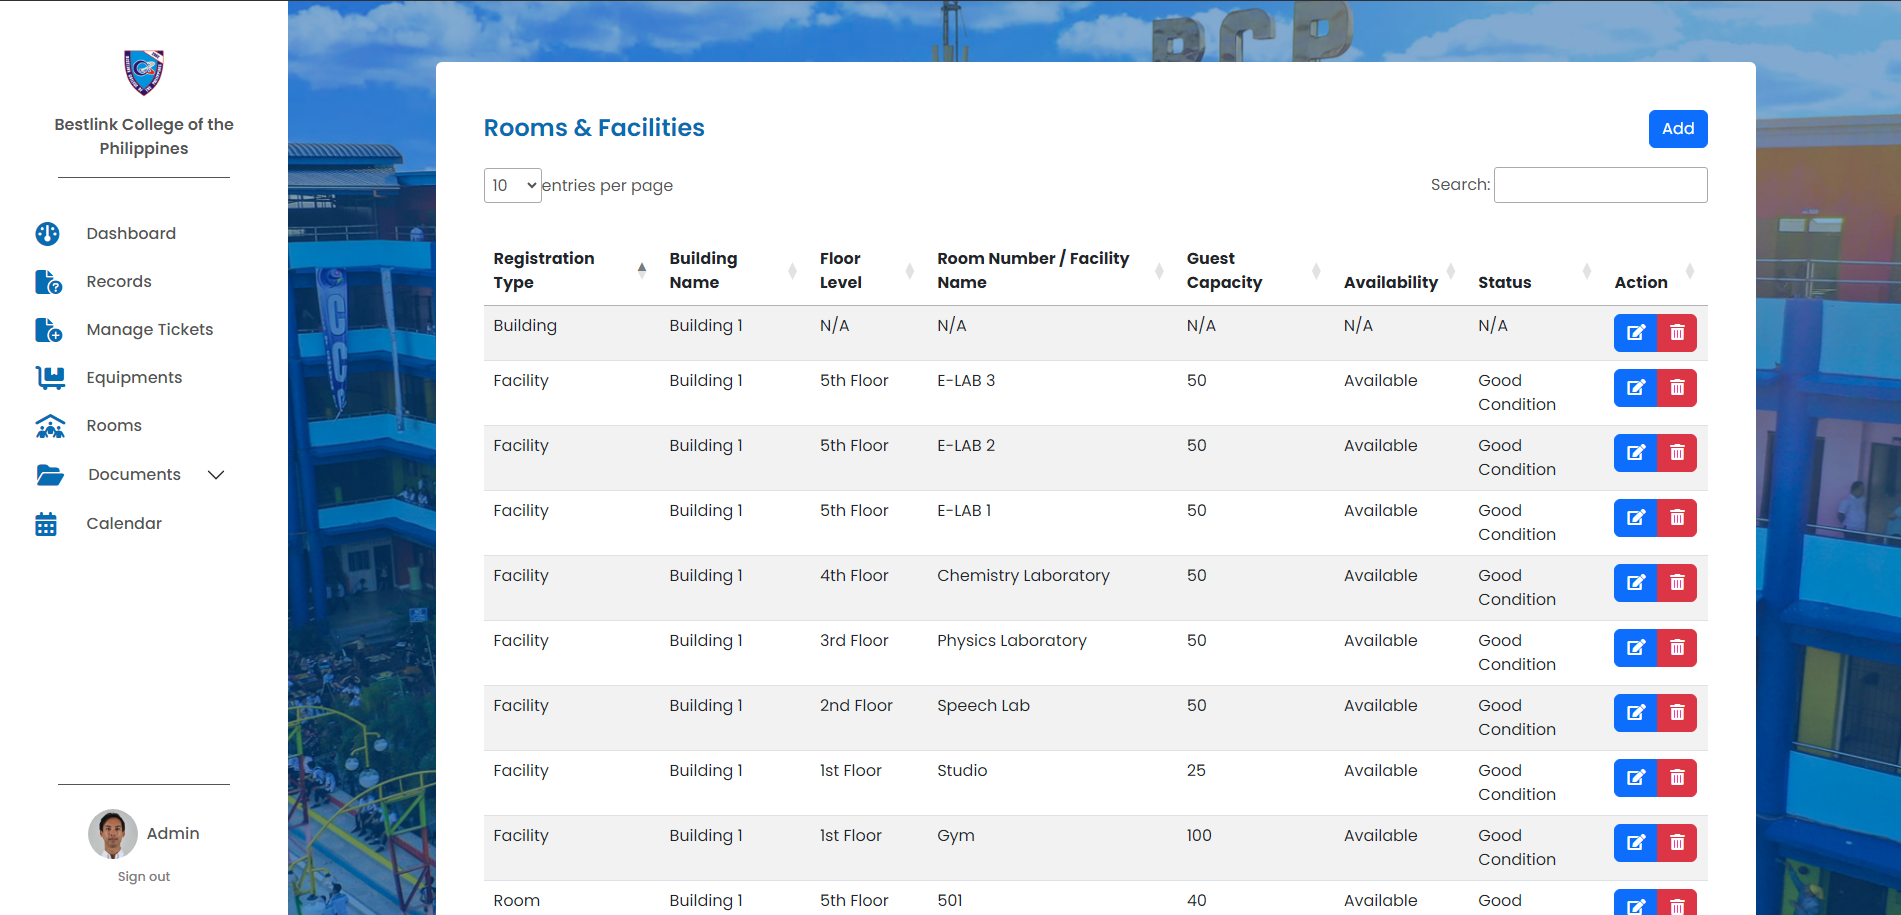 BCP
Bestlink College of the
Philippines
Dashboard
Records
Manage Tickets
Equipments
Rooms
Documents
Calendar
Admin
Sign out
Rooms & Facilities
Add
10 entries per page
Search:
Registration Type Building Name Floor Level Room Number / Facility Name Guest Capacity Availability Status Action
Building Building 1 N/A N/A N/A N/A N/A
Facility Building 1 5th Floor E-LAB 3 50 Available Good Condition
Facility Building 1 5th Floor E-LAB 2 50 Available Good Condition
Facility Building 1 5th Floor E-LAB 1 50 Available Good Condition
Facility Building 1 4th Floor Chemistry Laboratory 50 Available Good Condition
Facility Building 1 3rd Floor Physics Laboratory 50 Available Good Condition
Facility Building 1 2nd Floor Speech Lab 50 Available Good Condition
Facility Building 1 1st Floor Studio 25 Available Good Condition
Facility Building 1 1st Floor Gym 100 Available Good Condition
Room Building 1 5th Floor 501 40 Available Good